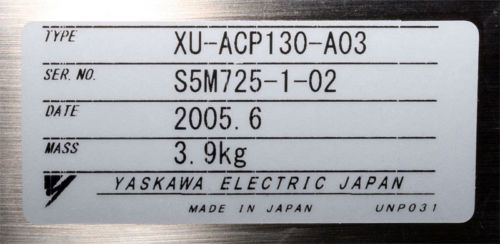 TYPE XU-ACP130-A03
SER. NO. S5M725-1-02
DATE 2005.6
MASS 3.9kg
YASKAWA ELECTRIC JAPAN
MADE IN JAPAN UNP031